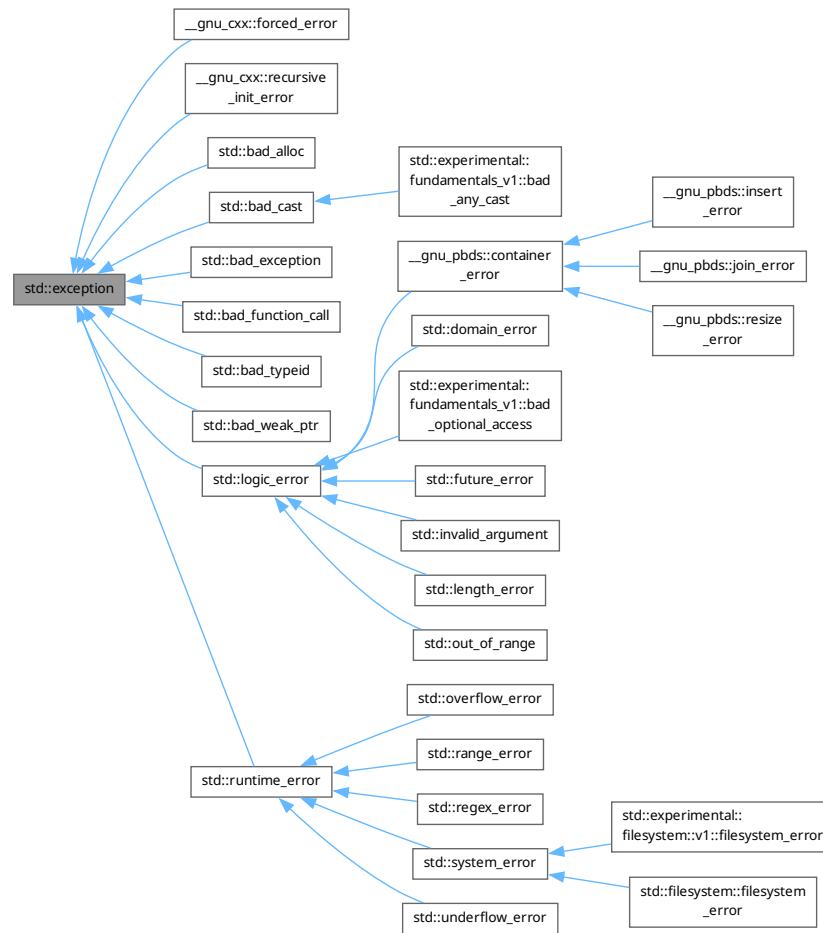 __gnu_cxx::forced_error
__gnu_cxx::recursive
_init_error
std::bad_alloc
std::bad_cast
std::experimental::
fundamentals_v1::bad
_any_cast
__gnu_pbds::insert
_error
std::bad_exception
__gnu_pbds::container
_error
__gnu_pbds::join_error
std::exception
std::bad_function_call
std::domain_error
__gnu_pbds::resize
_error
std::bad_typeid
std::experimental::
fundamentals_v1::bad
_optional_access
std::bad_weak_ptr
std::logic_error
std::future_error
std::invalid_argument
std::length_error
std::out_of_range
std::overflow_error
std::range_error
std::runtime_error
std::regex_error
std::experimental::
filesystem::v1::filesystem_error
std::system_error
std::filesystem::filesystem
_error
std::underflow_error